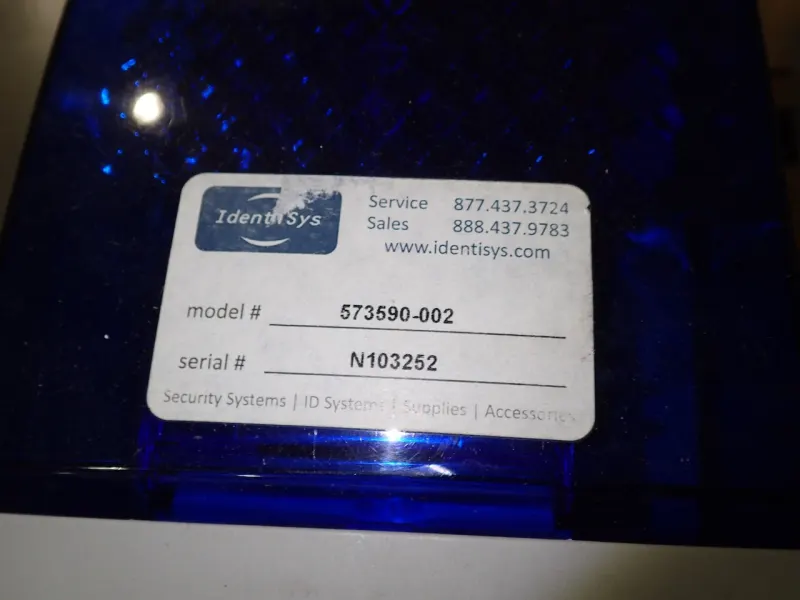 IdentiSys
Service 877.437.3724
Sales 888.437.9783
www.identisys.com
model # 573590-002
serial # N103252
Security Systems | ID Systems | Supplies | Accessories